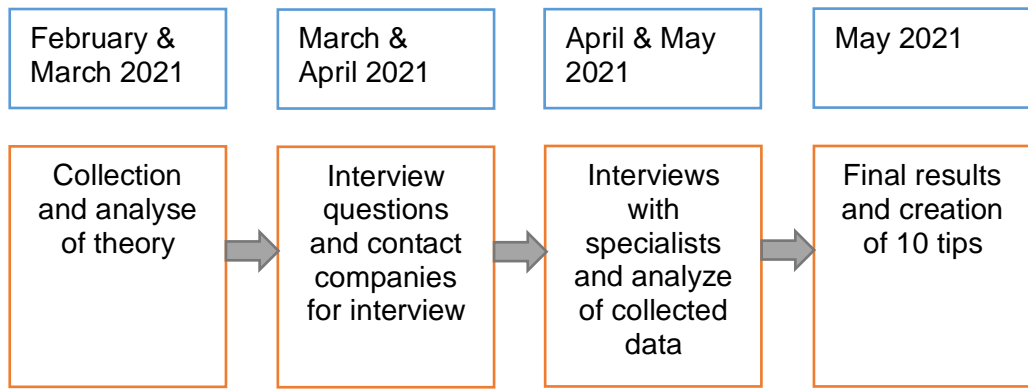 February &
March 2021
March &
April 2021
April & May
2021
May 2021
Collection
and analyse
of theory
Interview
questions
and contact
companies
for interview
Interviews
with
specialists
and analyze
of collected
data
Final results
and creation
of 10 tips